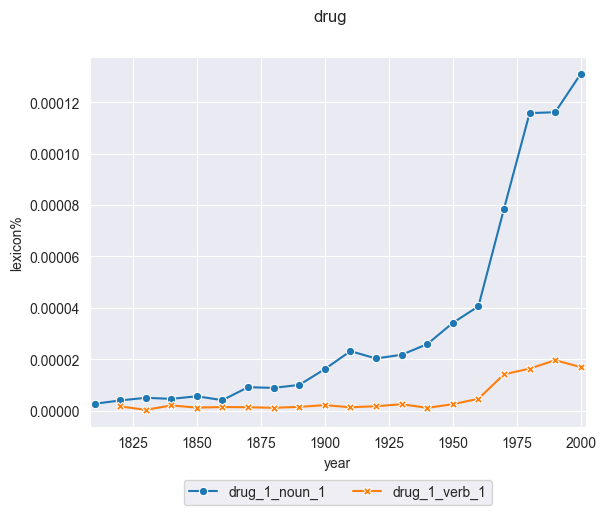 drug
0.00012
0.00010
0.00008
0.00006
0.00004
0.00002
0.00000
lexicon%
1825 1850 1875 1900 1925 1950 1975 2000
year
drug_1_noun_1 drug_1_verb_1